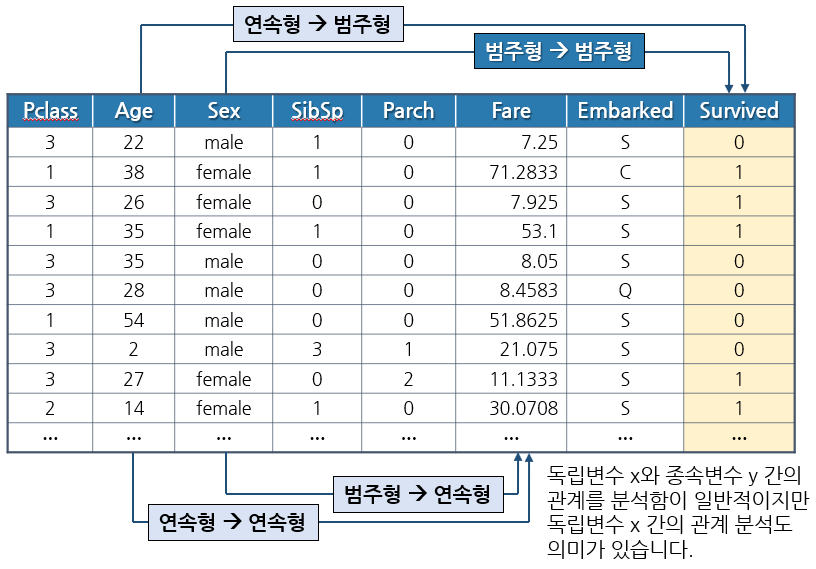 연속형 → 범주형
범주형 → 범주형
Pclass Age Sex SibSp Parch Fare Embarked Survived
3 22 male 1 0 7.25 S 0
1 38 female 1 0 71.2833 C 1
3 26 female 0 0 7.925 S 1
1 35 female 1 0 53.1 S 1
3 35 male 0 0 8.05 S 0
3 28 male 0 0 8.4583 Q 0
1 54 male 0 0 51.8625 S 0
3 2 male 3 1 21.075 S 0
3 27 female 0 2 11.1333 S 1
2 14 female 1 0 30.0708 S 1
... ... ... ... ... ... ... ...
범주형 → 연속형
연속형 → 연속형
독립변수 x와 종속변수 y 간의
관계를 분석함이 일반적이지만
독립변수 x 간의 관계 분석도
의미가 있습니다.